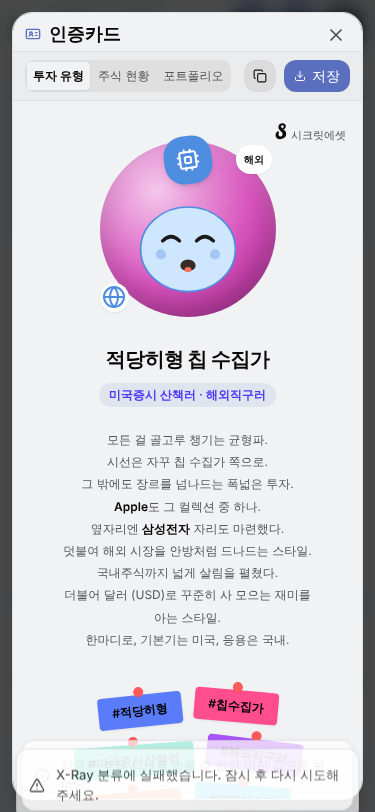 인증카드
투자 유형 주식 현황 포트폴리오 저장
시크릿에셋
해외
적당히형 칩 수집가
미국증시 산책러 · 해외직구러
모든 걸 골고루 챙기는 균형파.
시선은 자꾸 칩 수집가 쪽으로.
그 밖에도 장르를 넘나드는 폭넓은 투자.
Apple도 그 컬렉션 중 하나.
옆자리엔 삼성전자 자리도 마련했다.
덧붙여 해외 시장을 안방처럼 드나드는 스타일.
국내주식까지 넓게 살림을 펼쳤다.
더불어 달러 (USD)로 꾸준히 사 모으는 재미를
아는 스타일.
한마디로, 기본기는 미국, 응용은 국내.
#적당히형 #칩수집가
X-Ray 분류에 실패했습니다. 잠시 후 다시 시도해
주세요.